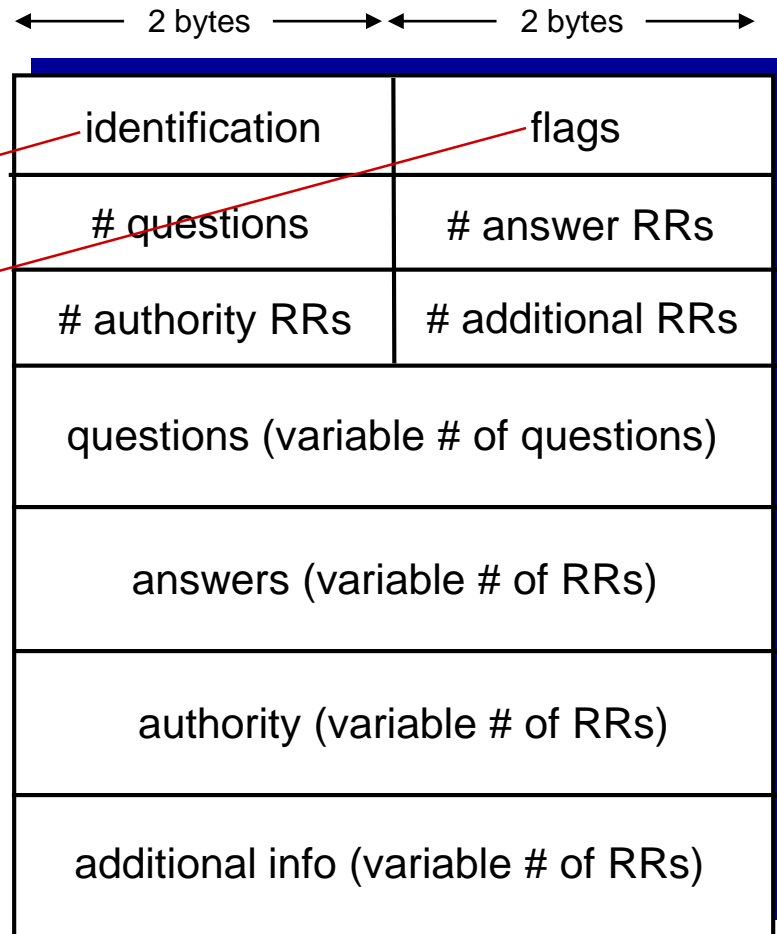 2 bytes 2 bytes
identification flags
# questions # answer RRs
# authority RRs # additional RRs
questions (variable # of questions)
answers (variable # of RRs)
authority (variable # of RRs)
additional info (variable # of RRs)